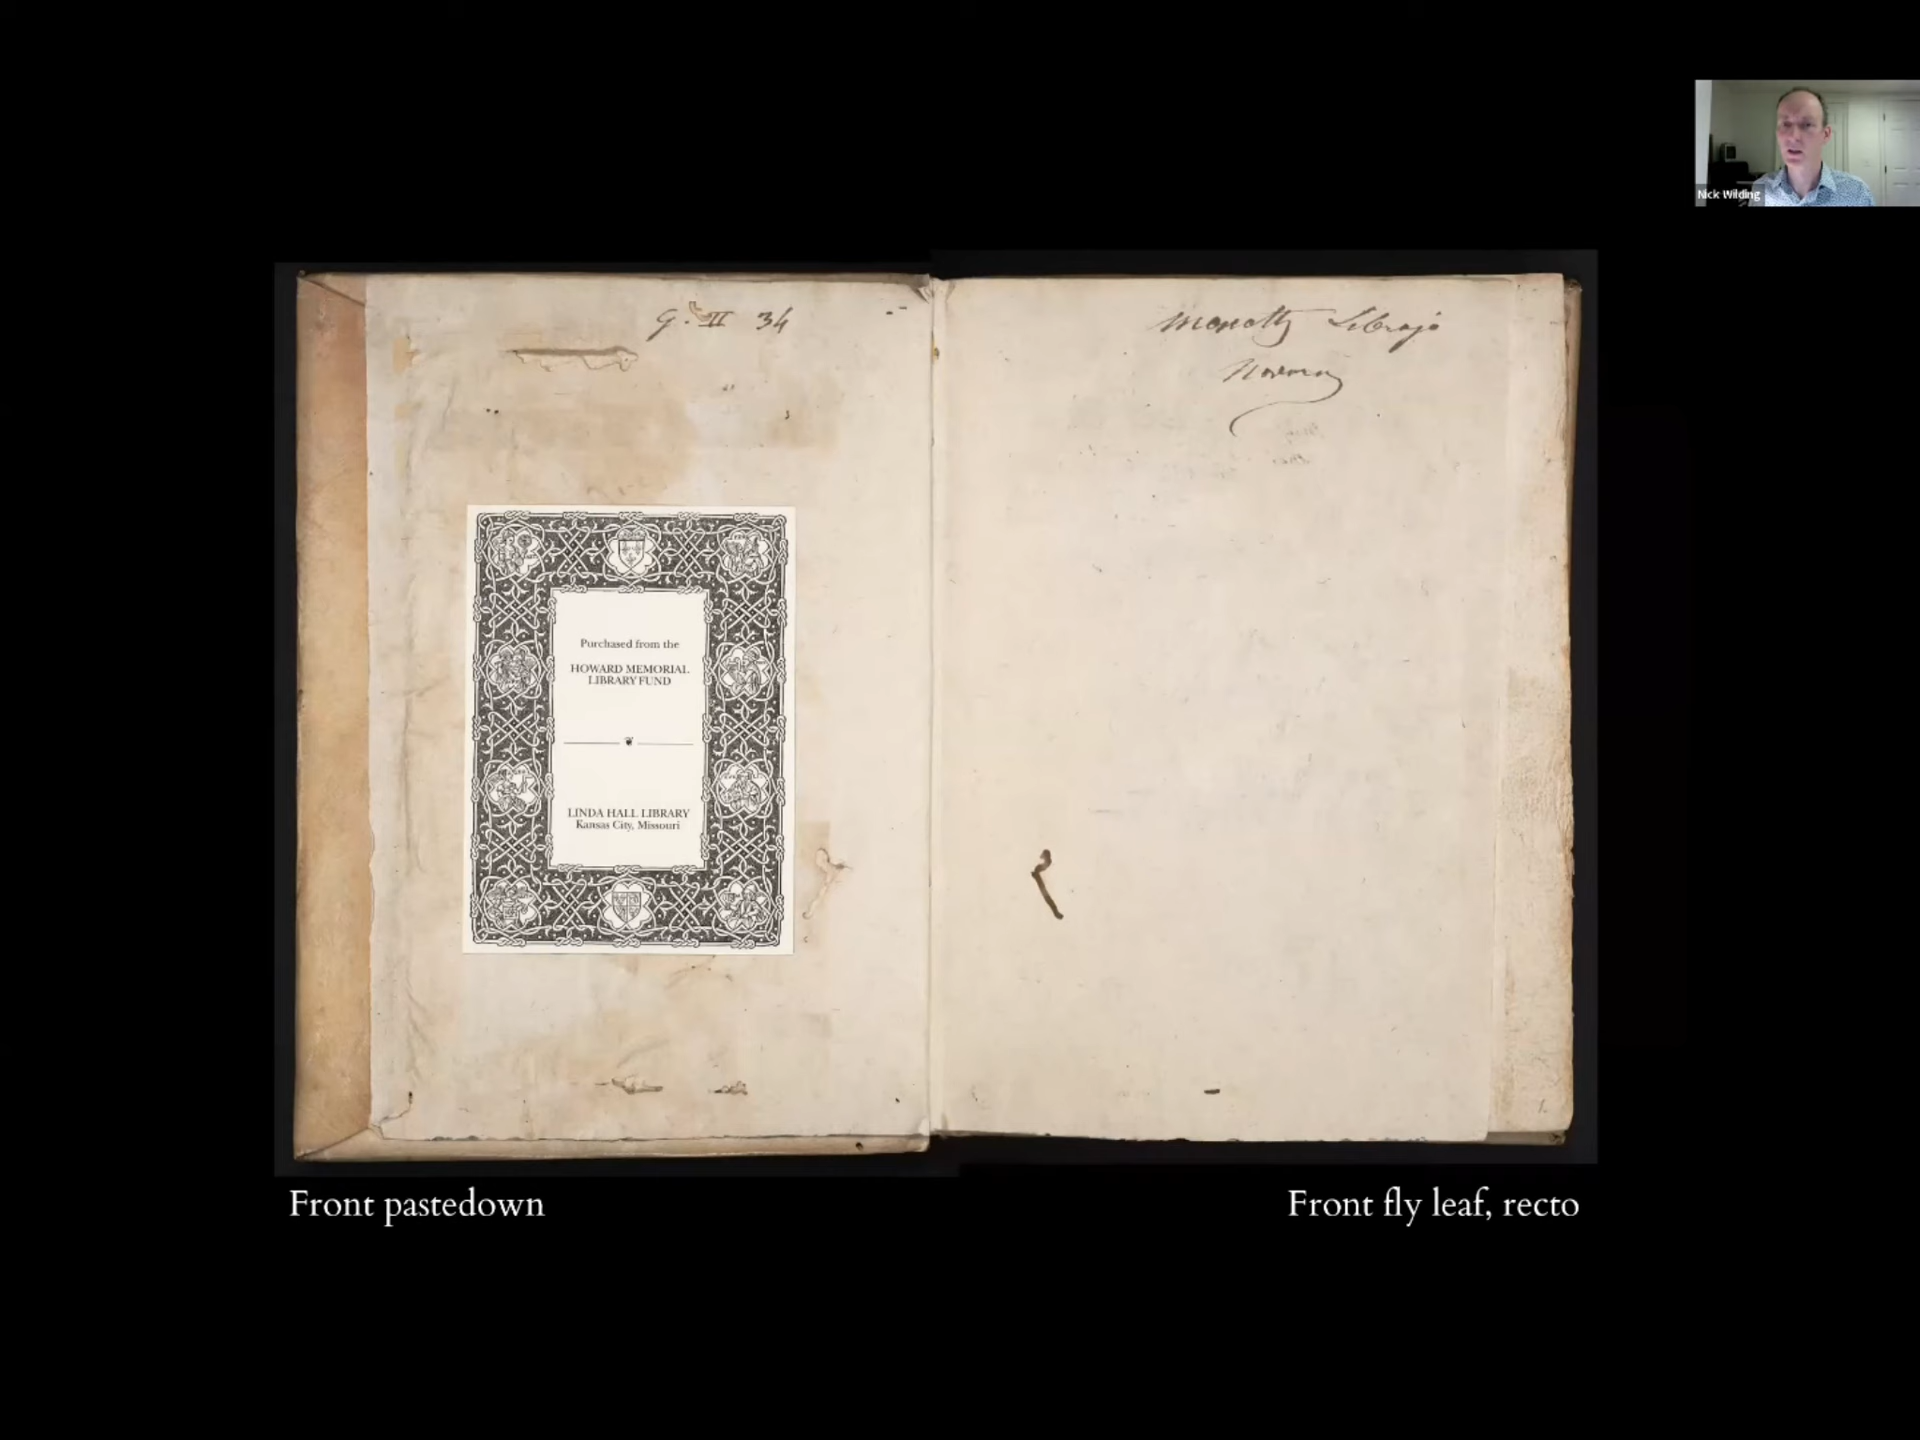 Nick Wilding
g. II 34
Purchased from the
HOWARD MEMORIAL
LIBRARY FUND
LINDA HALL LIBRARY
Kansas City, Missouri
Front pastedown
Front fly leaf, recto